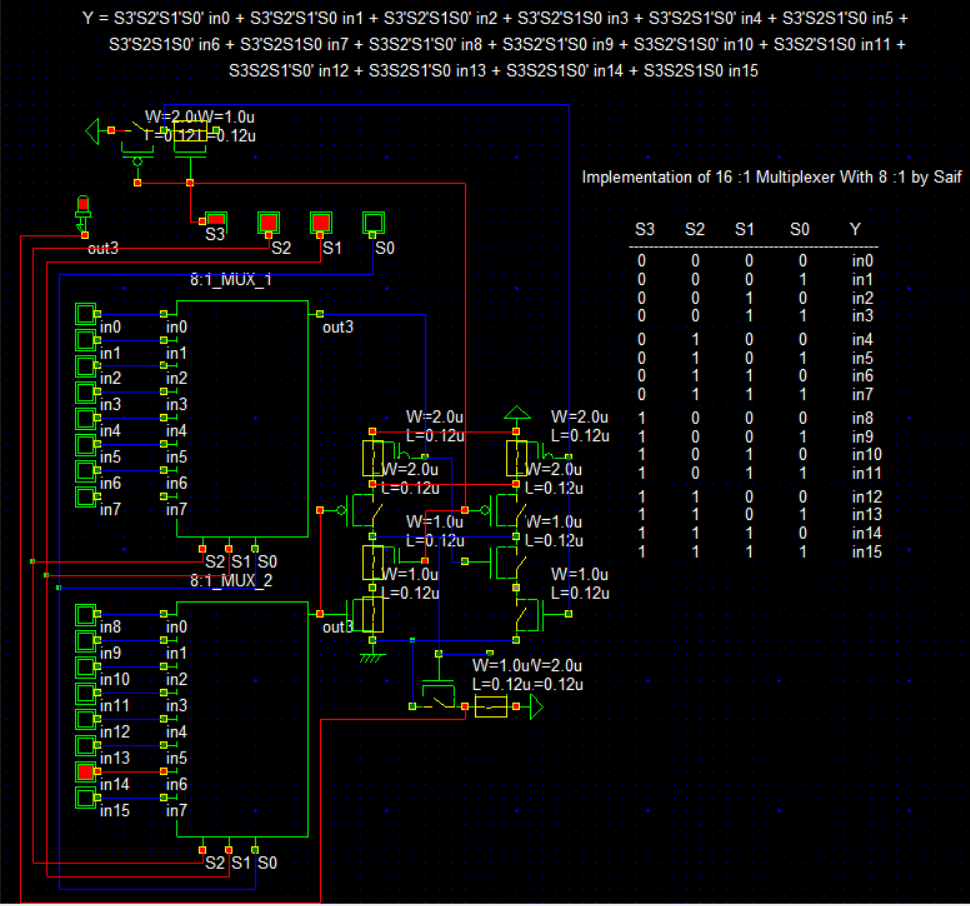 Y = S3'S2'S1'S0' in0 + S3'S2'S1'S0 in1 + S3'S2'S1S0' in2 + S3'S2'S1S0 in3 + S3'S2S1'S0' in4 + S3'S2S1'S0 in5 +
S3'S2S1S0' in6 + S3'S2S1S0 in7 + S3S2'S1'S0' in8 + S3S2'S1'S0 in9 + S3S2'S1S0' in10 + S3S2'S1S0 in11 +
S3S2S1'S0' in12 + S3S2S1'S0 in13 + S3S2S1S0' in14 + S3S2S1S0 in15
W=2.0u W=1.0u
L=0.12u L=0.12u
Implementation of 16 :1 Multiplexer With 8 :1 by Saif
S3 S2 S1 S0 Y
0 0 0 0 in0
0 0 0 1 in1
0 0 1 0 in2
0 0 1 1 in3
0 1 0 0 in4
0 1 0 1 in5
0 1 1 0 in6
0 1 1 1 in7
1 0 0 0 in8
1 0 0 1 in9
1 0 1 0 in10
1 0 1 1 in11
1 1 0 0 in12
1 1 0 1 in13
1 1 1 0 in14
1 1 1 1 in15
out3 S3 S2 S1 S0
8:1_MUX_1
in0 in0 out3
in1 in1
in2 in2
in3 in3
in4 in4
in5 in5
in6 in6
in7 in7
S2 S1 S0
W=2.0u W=2.0u
L=0.12u L=0.12u
W=2.0u W=2.0u
L=0.12u L=0.12u
W=1.0u W=1.0u
L=0.12u L=0.12u
W=1.0u W=1.0u
L=0.12u L=0.12u
8:1_MUX_2
in8 in0 out3
in9 in1
in10 in2
in11 in3
in12 in4
in13 in5
in14 in6
in15 in7
S2 S1 S0
W=1.0u W=2.0u
L=0.12u L=0.12u